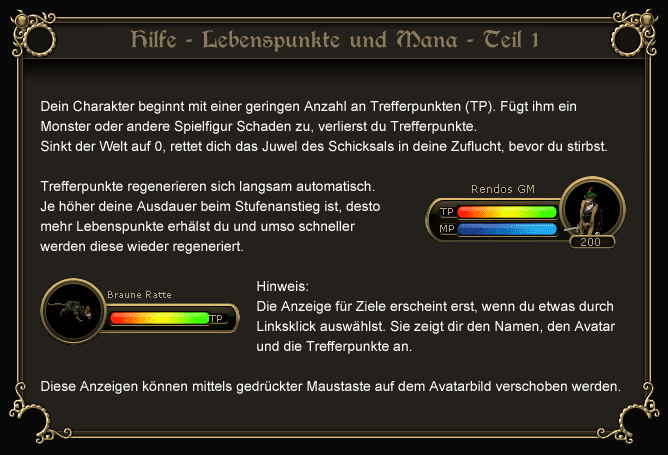 Hilfe - Lebenspunkte und Mana - Teil 1
Dein Charakter beginnt mit einer geringen Anzahl an Trefferpunkten (TP). Fügt ihm ein
Monster oder andere Spielfigur Schaden zu, verlierst du Trefferpunkte.
Sinkt der Welt auf 0, rettet dich das Juwel des Schicksals in deine Zuflucht, bevor du stirbst.
Trefferpunkte regenerieren sich langsam automatisch.
Je höher deine Ausdauer beim Stufenanstieg ist, desto
mehr Lebenspunkte erhälst du und umso schneller
werden diese wieder regeneriert.
Rendos GM
TP
MP
200
Braune Ratte
TP
Hinweis:
Die Anzeige für Ziele erscheint erst, wenn du etwas durch
Linksklick auswählst. Sie zeigt dir den Namen, den Avatar
und die Trefferpunkte an.
Diese Anzeigen können mittels gedrückter Maustaste auf dem Avatarbild verschoben werden.